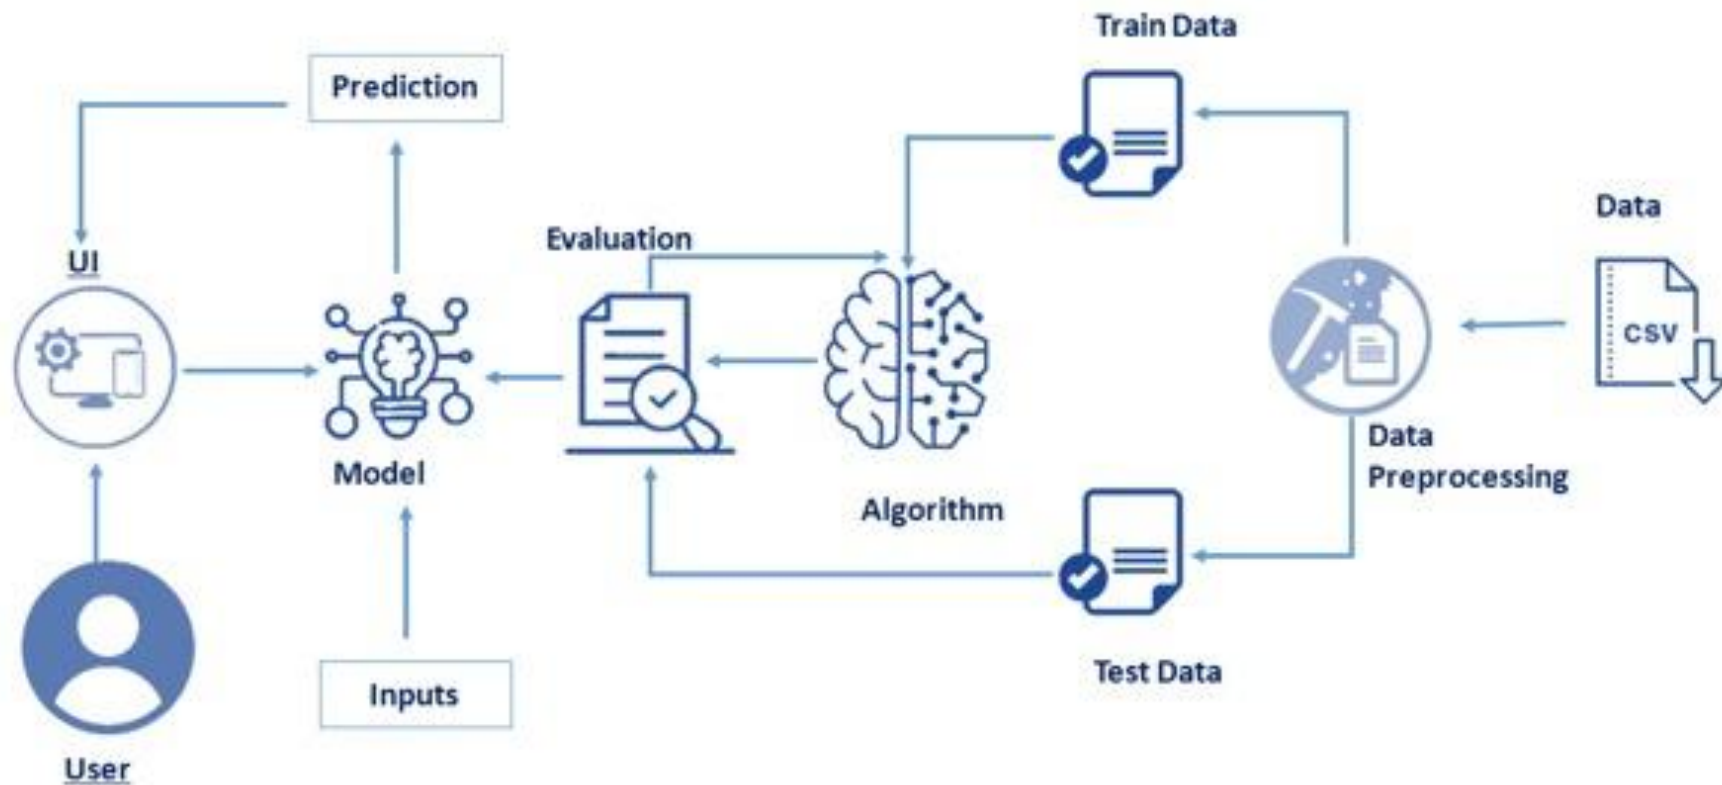 Train Data
Prediction
Data
Evaluation
UI
CSV
Data
Preprocessing
Model
Algorithm
Inputs
Test Data
User